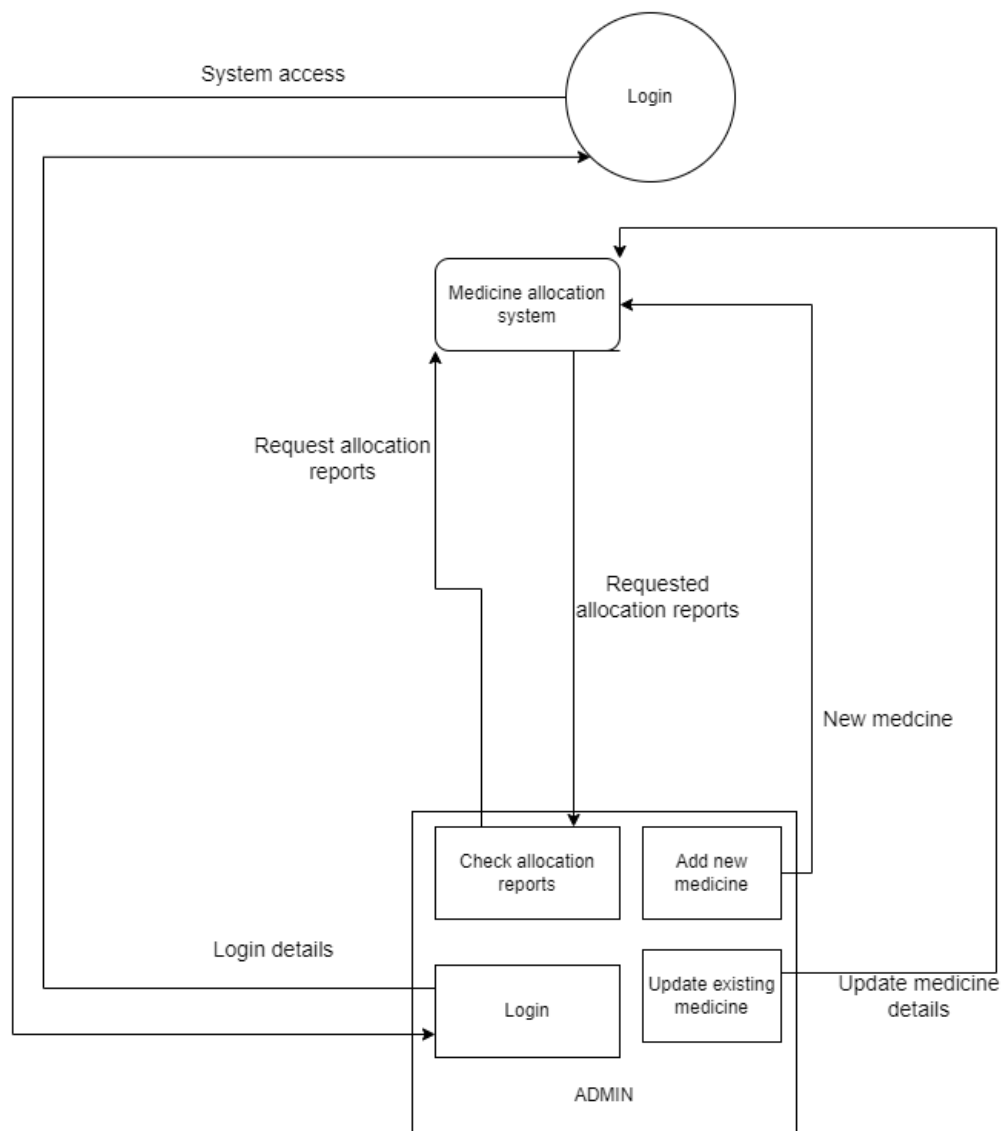 System access
Login
Medicine allocation
system
Request allocation
reports
Requested
allocation reports
New medcine
Check allocation
reports
Add new
medicine
Login details
Update existing
medicine
Update medicine
details
Login
ADMIN